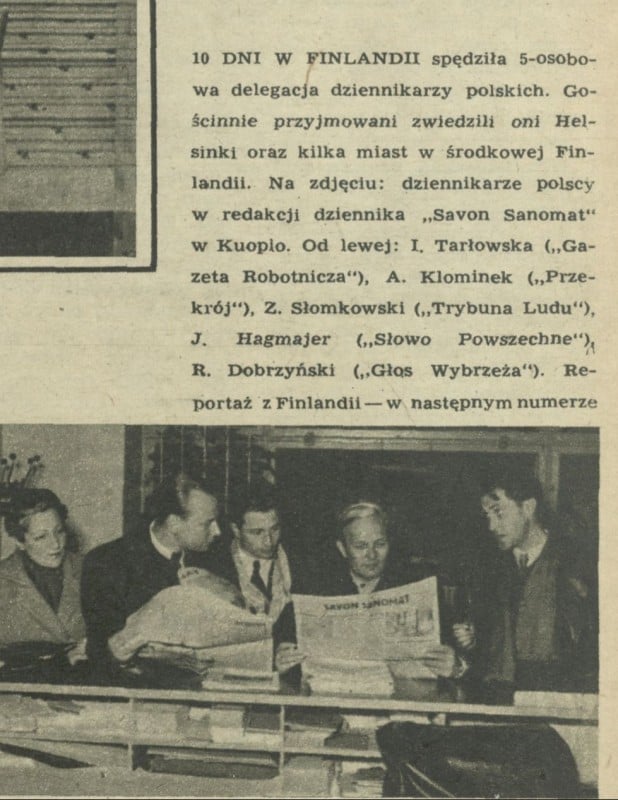 10 DNI W FINLANDII spędziła 5-osobo-
wa delegacja dziennikarzy polskich. Go-
ścinnie przyjmowani zwiedzili oni Hel-
sinki oraz kilka miast w środkowej Fin-
landii. Na zdjęciu: dziennikarze polscy
w redakcji dziennika „Savon Sanomat“
w Kuopio. Od lewej: I. Tarłowska („Ga-
zeta Robotnicza“), A. Klominek („Prze-
krój“), Z. Słomkowski („Trybuna Ludu“),
J. Hagmajer („Słowo Powszechne“),
R. Dobrzyński („Głos Wybrzeża“). Re-
portaż z Finlandii — w następnym numerze
SAVON SANOMAT